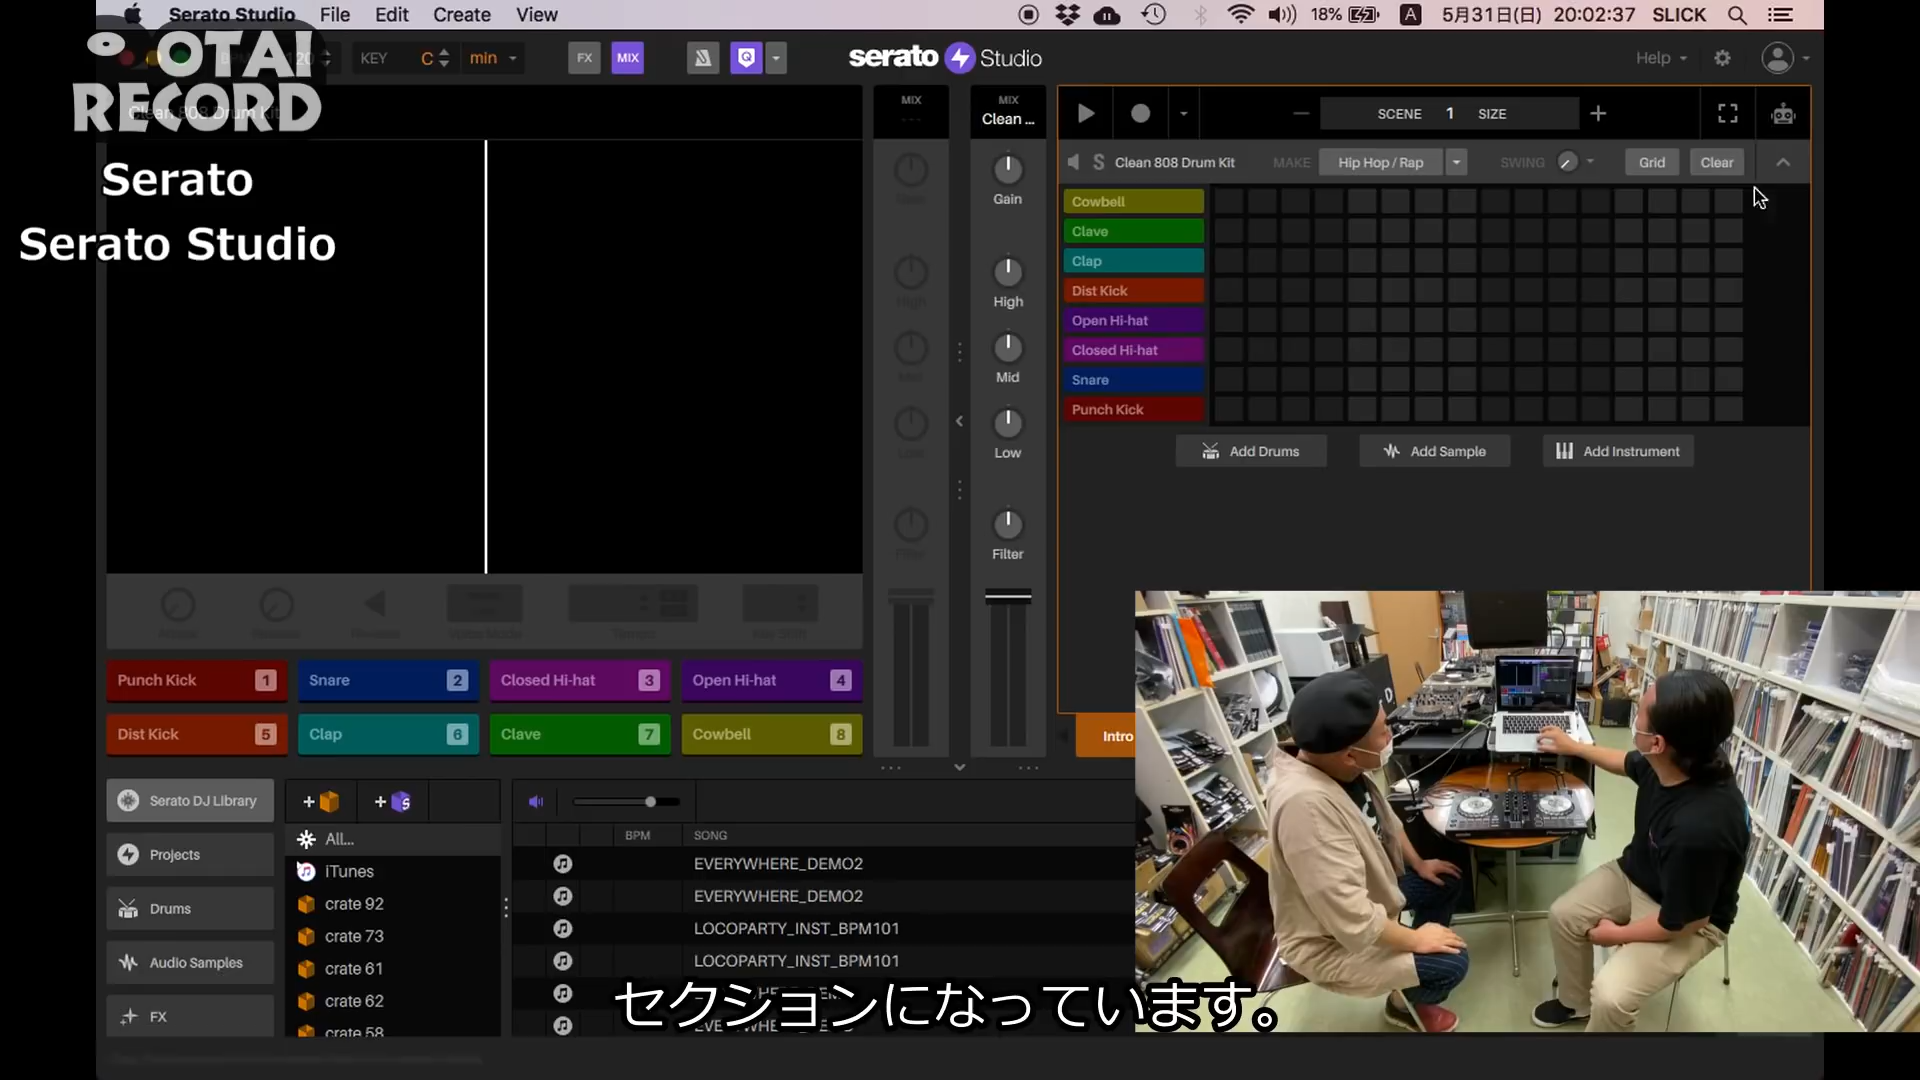 Serato Studio File Edit Create View 18% A 5月31日(日) 20:02:37 SLICK
OTAI
RECORD
Serato
Serato Studio
KEY C min FX MIX serato Studio Help
MIX
MIX
Clean ...
SCENE 1 SIZE
S Clean 808 Drum Kit MAKE Hip Hop / Rap SWING Grid Clear
Cowbell
Clave
Clap
Dist Kick
Open Hi-hat
Closed Hi-hat
Snare
Punch Kick
Add Drums Add Sample Add Instrument
Gain
High
Mid
Low
Filter
Intro
Punch Kick 1 Snare 2 Closed Hi-hat 3 Open Hi-hat 4
Dist Kick 5 Clap 6 Clave 7 Cowbell 8
Serato DJ Library
Projects
Drums
Audio Samples
FX
All...
iTunes
crate 92
crate 73
crate 61
crate 62
crate 58
BPM SONG
EVERYWHERE_DEMO2
EVERYWHERE_DEMO2
LOCOPARTY_INST_BPM101
LOCOPARTY_INST_BPM101
セクションになっています。